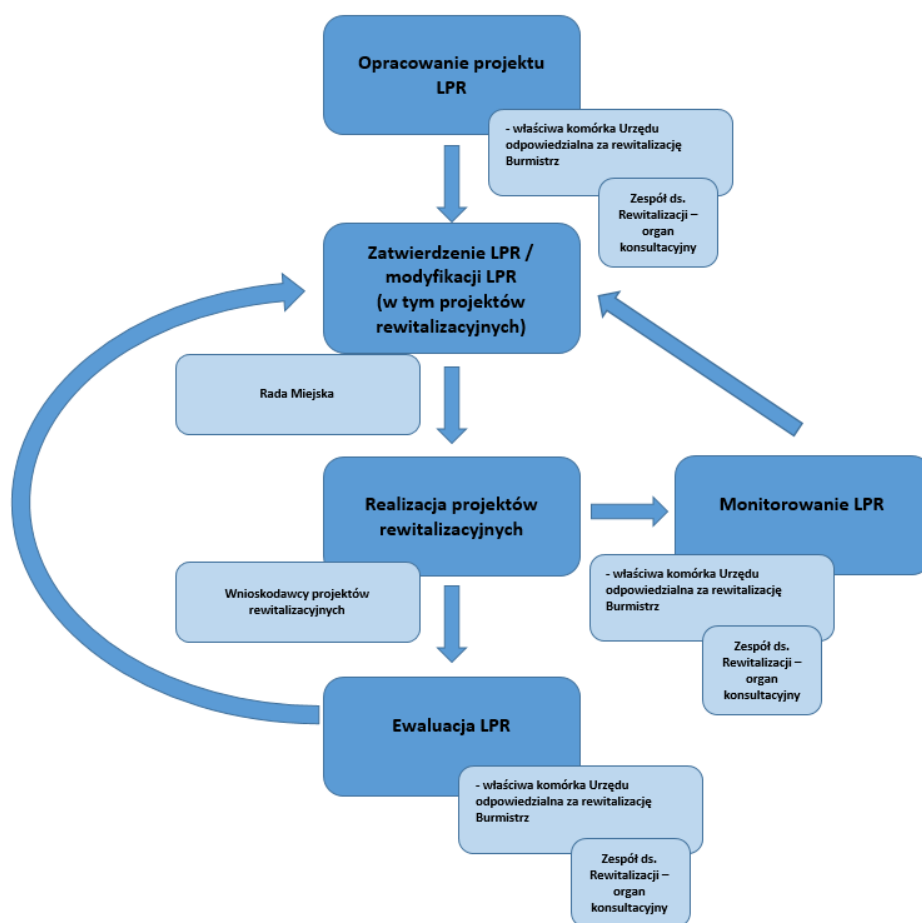 Opracowanie projektu
LPR
- właściwa komórka Urzędu
odpowiedzialna za rewitalizację
Burmistrz
Zespół ds.
Rewitalizacji –
organ
konsultacyjny
Zatwierdzenie LPR /
modyfikacji LPR
(w tym projektów
rewitalizacyjnych)
Rada Miejska
Realizacja projektów
rewitalizacyjnych
Monitorowanie LPR
Wnioskodawcy projektów
rewitalizacyjnych
- właściwa komórka Urzędu
odpowiedzialna za rewitalizację
Burmistrz
Zespół ds.
Rewitalizacji –
organ
konsultacyjny
Ewaluacja LPR
- właściwa komórka Urzędu
odpowiedzialna za rewitalizację
Burmistrz
Zespół ds.
Rewitalizacji –
organ
konsultacyjny